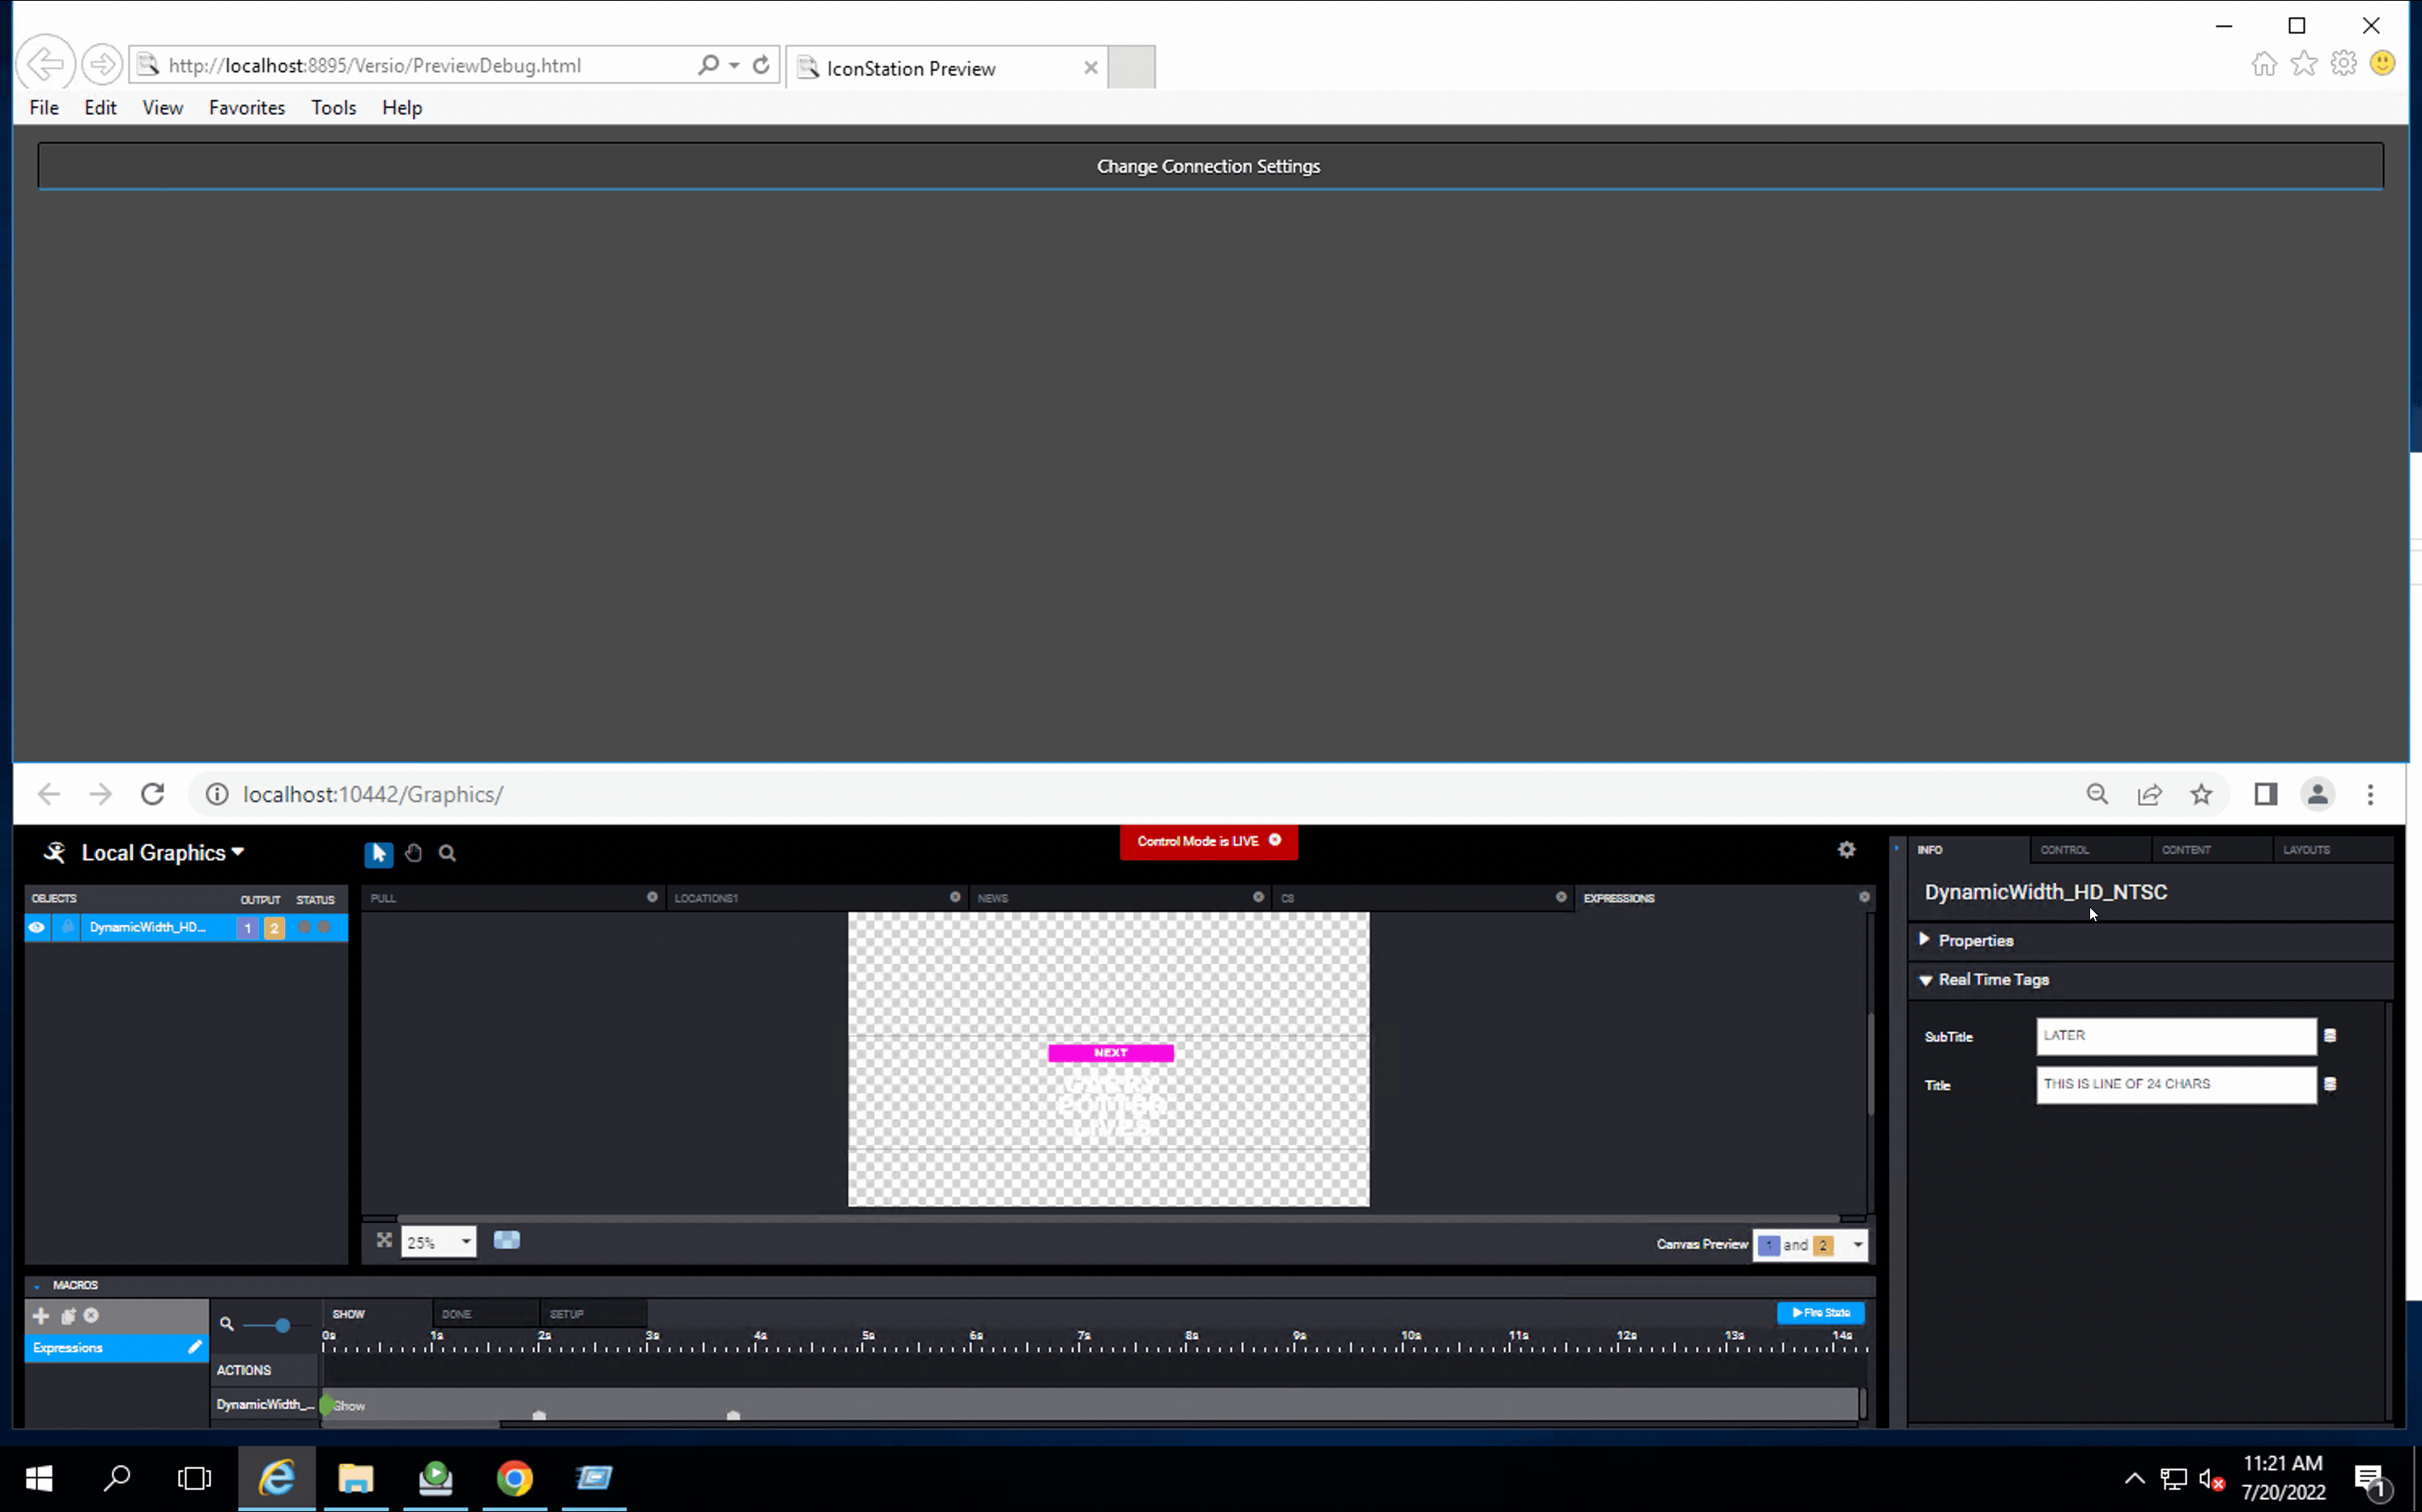 http://localhost:8895/Versio/PreviewDebug.html
IconStation Preview
File Edit View Favorites Tools Help
Change Connection Settings
localhost:10442/Graphics/
Local Graphics
Control Mode is LIVE
INFO CONTROL CONTENT LAYOUTS
OBJECTS OUTPUT STATUS
PULL LOCATIONS1 NEWS C8 EXPRESSIONS
DynamicWidth_HD_NTSC
DynamicWidth_HD... 1 2
Properties
Real Time Tags
SubTitle LATER
NEXT
Title THIS IS LINE OF 24 CHARS
25%
Canvas Preview 1 and 2
MACROS
SHOW DONE SETUP
Fire State
0s 1s 2s 3s 4s 5s 6s 7s 8s 9s 10s 11s 12s 13s 14s
Expressions
ACTIONS
DynamicWidth_... Show
11:21 AM
7/20/2022
1